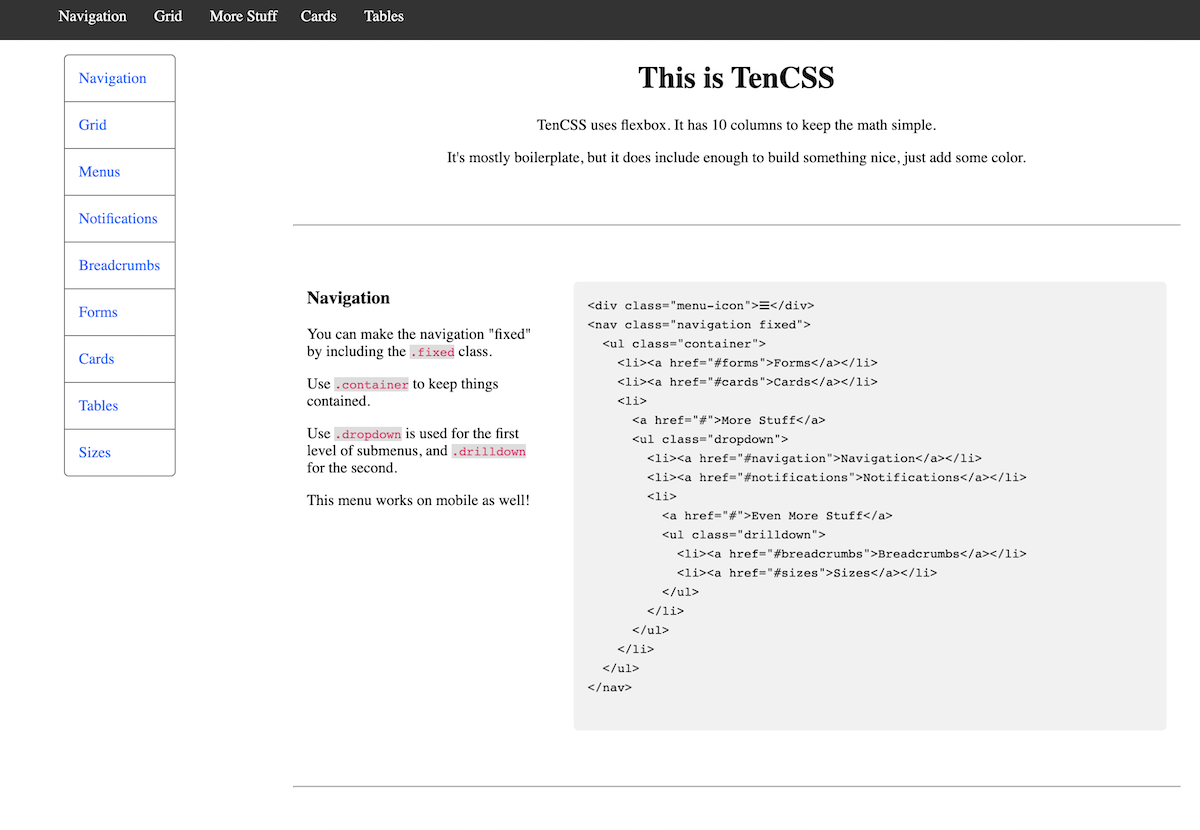 Navigation Grid More Stuff Cards Tables
Navigation
Grid
Menus
Notifications
Breadcrumbs
Forms
Cards
Tables
Sizes
This is TenCSS
TenCSS uses flexbox. It has 10 columns to keep the math simple.
It's mostly boilerplate, but it does include enough to build something nice, just add some color.
Navigation
You can make the navigation "fixed"
by including the .fixed class.
Use .container to keep things
contained.
Use .dropdown is used for the first
level of submenus, and .drilldown
for the second.
This menu works on mobile as well!
<div class="menu-icon">☰</div>
<nav class="navigation fixed">
  <ul class="container">
    <li><a href="#forms">Forms</a></li>
    <li><a href="#cards">Cards</a></li>
    <li>
      <a href="#">More Stuff</a>
      <ul class="dropdown">
        <li><a href="#navigation">Navigation</a></li>
        <li><a href="#notifications">Notifications</a></li>
        <li>
          <a href="#">Even More Stuff</a>
          <ul class="drilldown">
            <li><a href="#breadcrumbs">Breadcrumbs</a></li>
            <li><a href="#sizes">Sizes</a></li>
          </ul>
        </li>
      </ul>
    </li>
  </ul>
</nav>